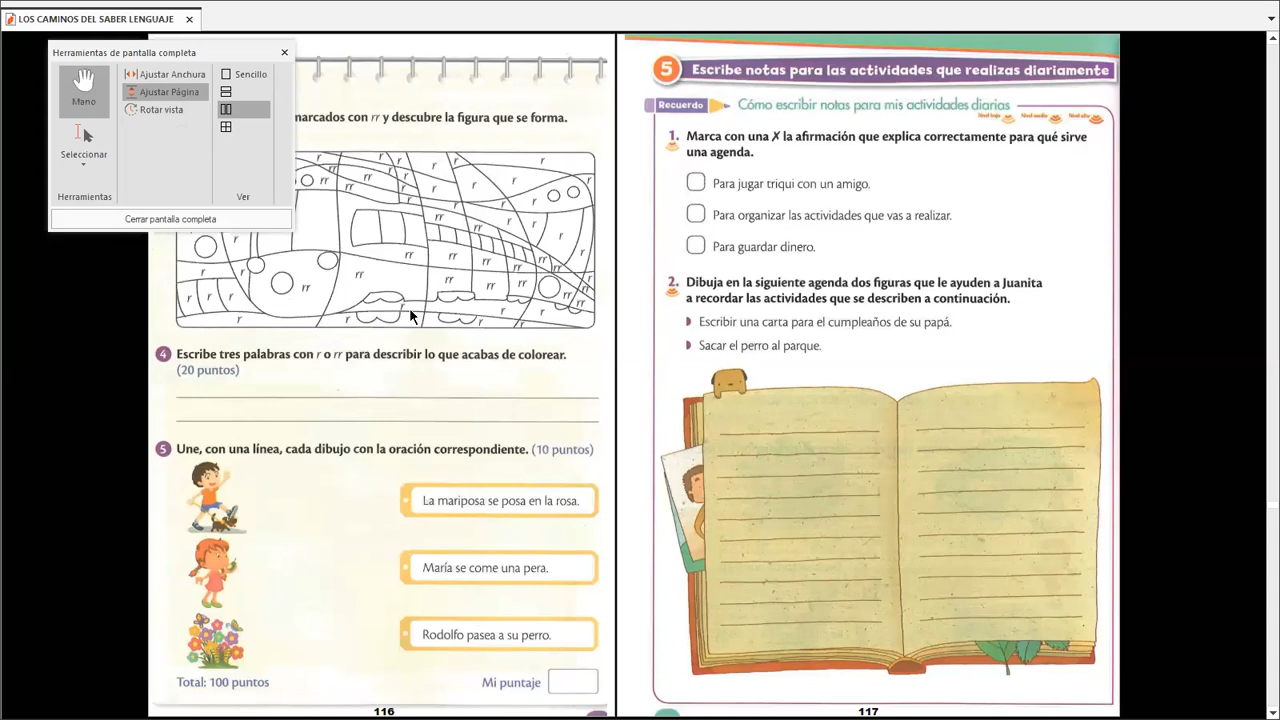 LOS CAMINOS DEL SABER LENGUAJE
Herramientas de pantalla completa
Mano
Seleccionar
Herramientas
Ajustar Anchura
Ajustar Página
Rotar vista
Sencillo
Ver
Cerrar pantalla completa
marcados con rr y descubre la figura que se forma.
4 Escribe tres palabras con r o rr para describir lo que acabas de colorear.
(20 puntos)
5 Une, con una línea, cada dibujo con la oración correspondiente. (10 puntos)
La mariposa se posa en la rosa.
María se come una pera.
Rodolfo pasea a su perro.
Total: 100 puntos
Mi puntaje
116
5 Escribe notas para las actividades que realizas diariamente
Recuerdo
Cómo escribir notas para mis actividades diarias
Nivel bajo
Nivel medio
Nivel alto
1. Marca con una ✗ la afirmación que explica correctamente para qué sirve
una agenda.
Para jugar triqui con un amigo.
Para organizar las actividades que vas a realizar.
Para guardar dinero.
2. Dibuja en la siguiente agenda dos figuras que le ayuden a Juanita
a recordar las actividades que se describen a continuación.
Escribir una carta para el cumpleaños de su papá.
Sacar el perro al parque.
117